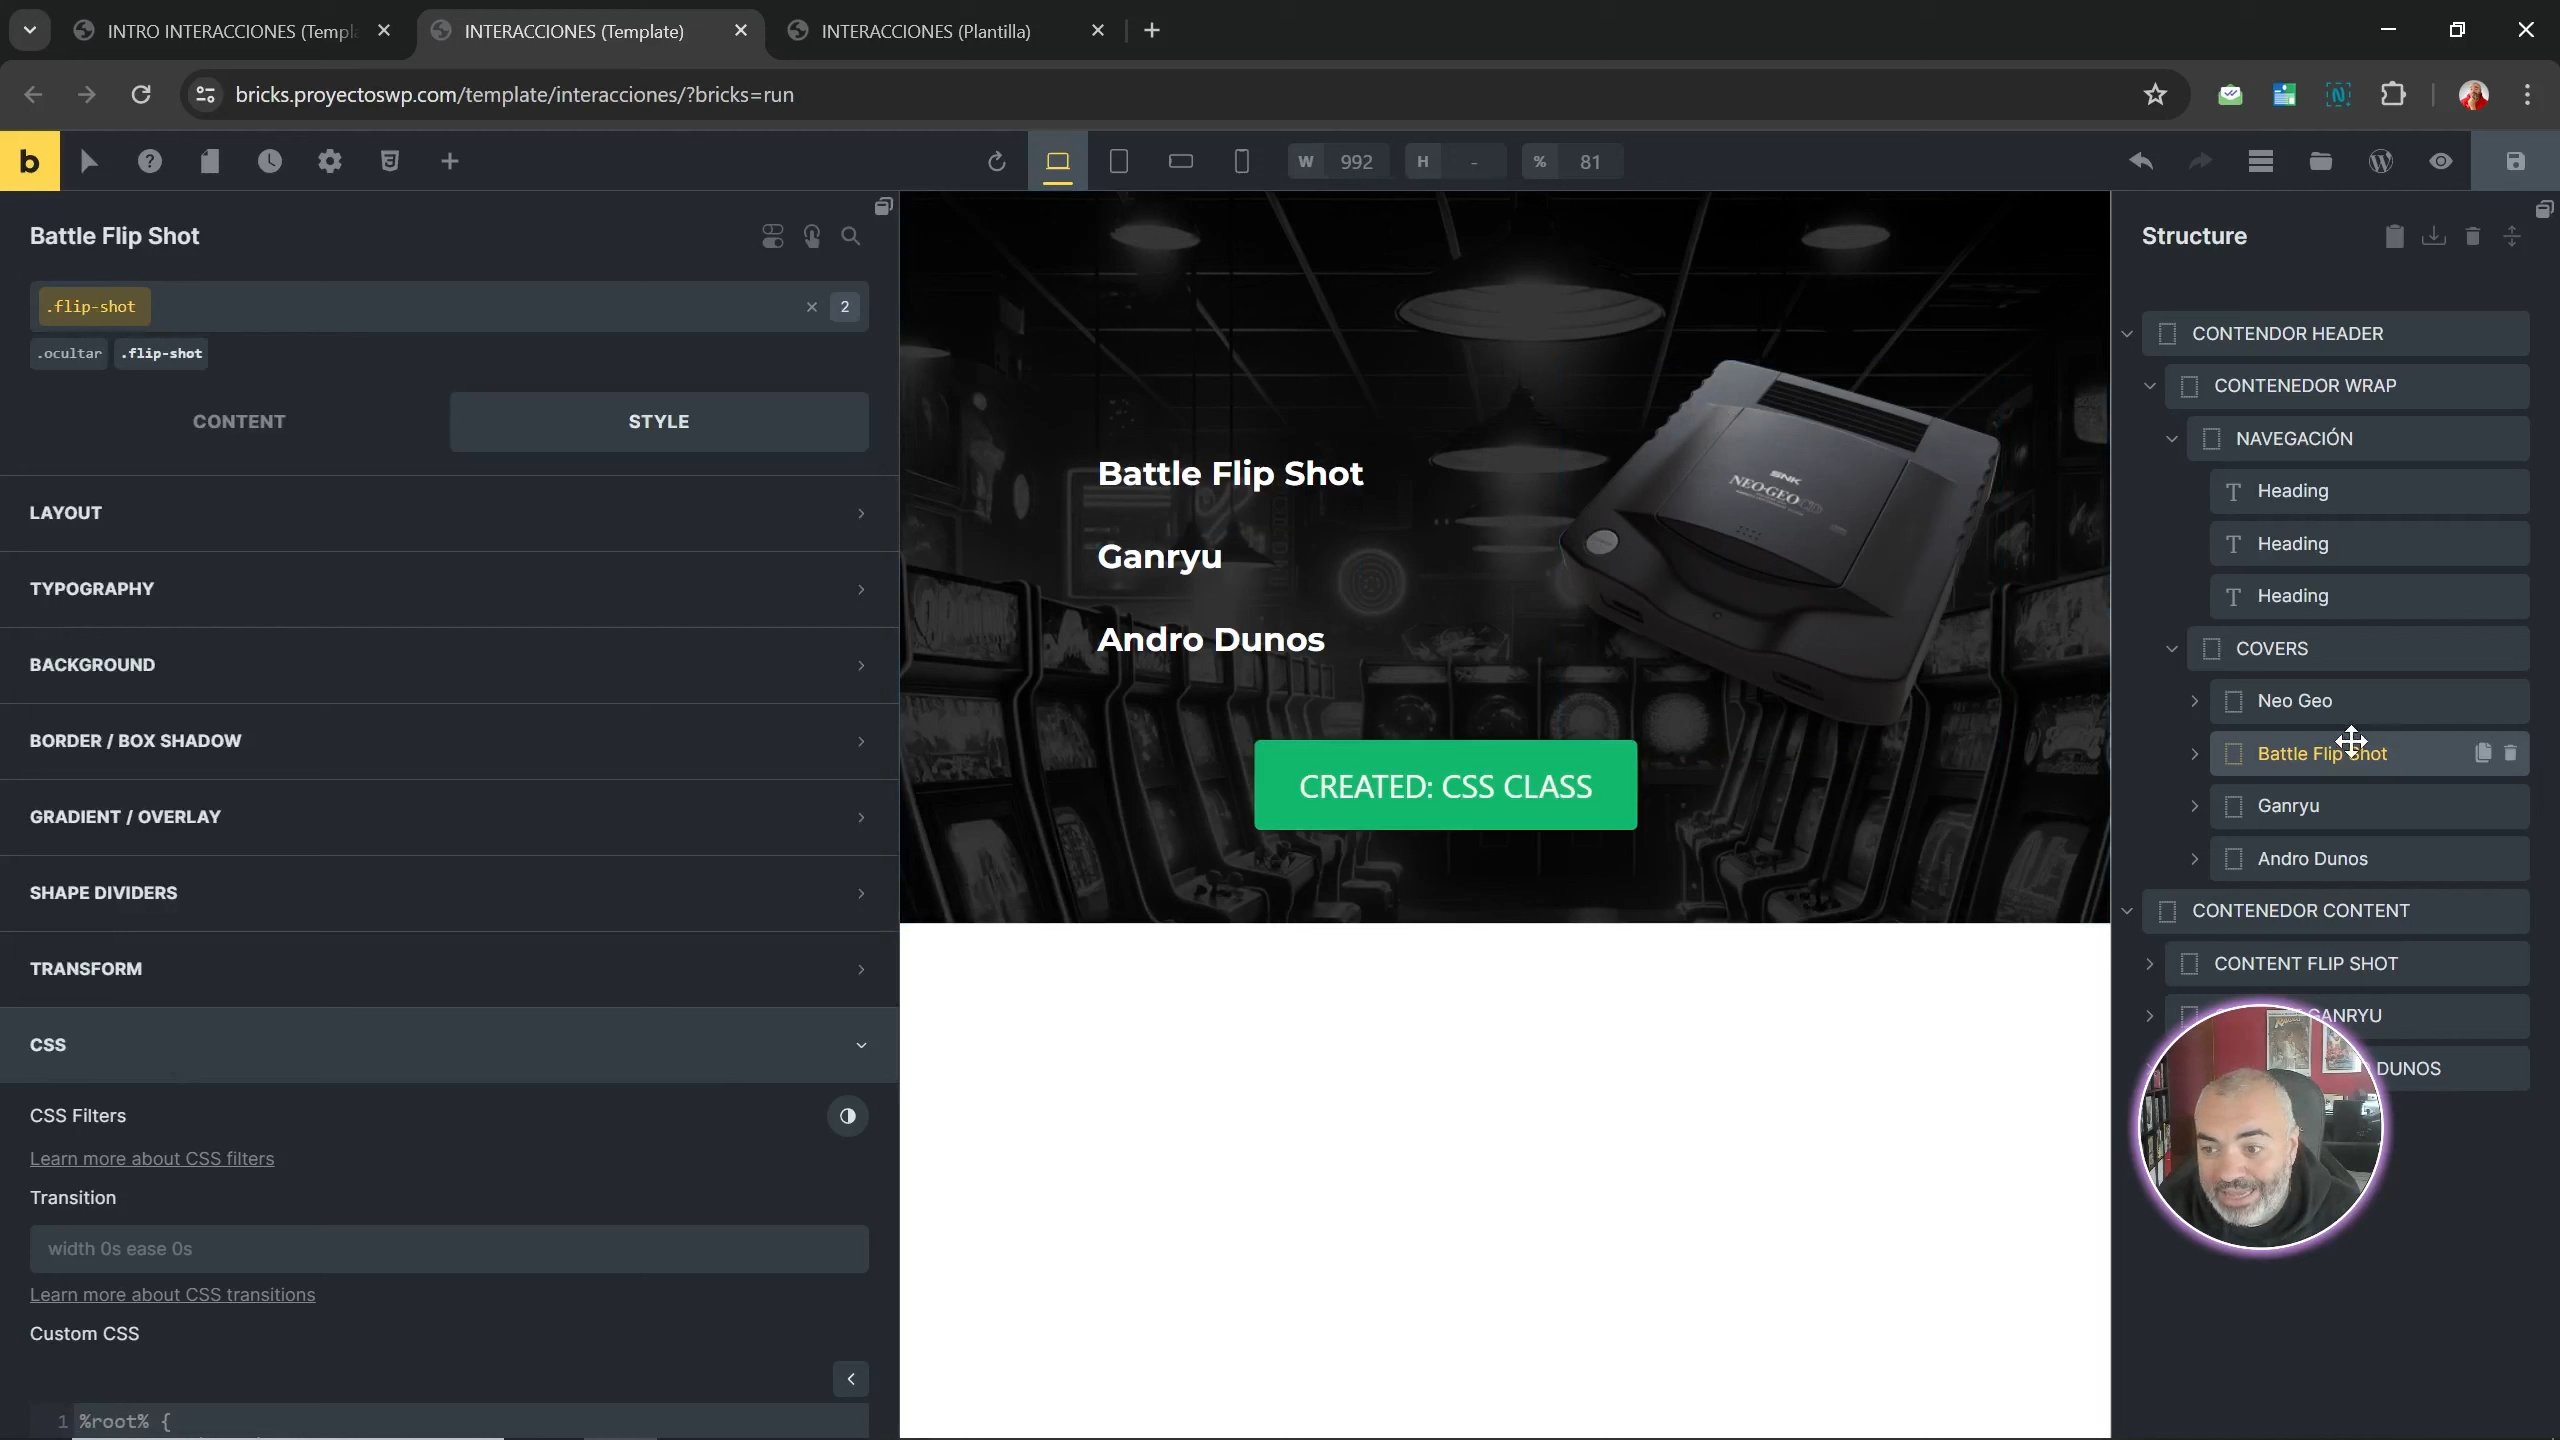 INTRO INTERACCIONES (Templ
INTERACCIONES (Template)
INTERACCIONES (Plantilla)
bricks.proyectoswp.com/template/interacciones/?bricks=run
b
W 992
H -
% 81
Battle Flip Shot
.flip-shot
2
.ocultar .flip-shot
CONTENT
STYLE
LAYOUT
TYPOGRAPHY
BACKGROUND
BORDER / BOX SHADOW
GRADIENT / OVERLAY
SHAPE DIVIDERS
TRANSFORM
CSS
CSS Filters
Learn more about CSS filters
Transition
width 0s ease 0s
Learn more about CSS transitions
Custom CSS
1 %root% {
Battle Flip Shot
Ganryu
Andro Dunos
SNK
NEO·GEO CD
CREATED: CSS CLASS
Structure
CONTENDOR HEADER
CONTENEDOR WRAP
NAVEGACIÓN
Heading
Heading
Heading
COVERS
Neo Geo
Battle Flip Shot
Ganryu
Andro Dunos
CONTENEDOR CONTENT
CONTENT FLIP SHOT
GANRYU
DUNOS